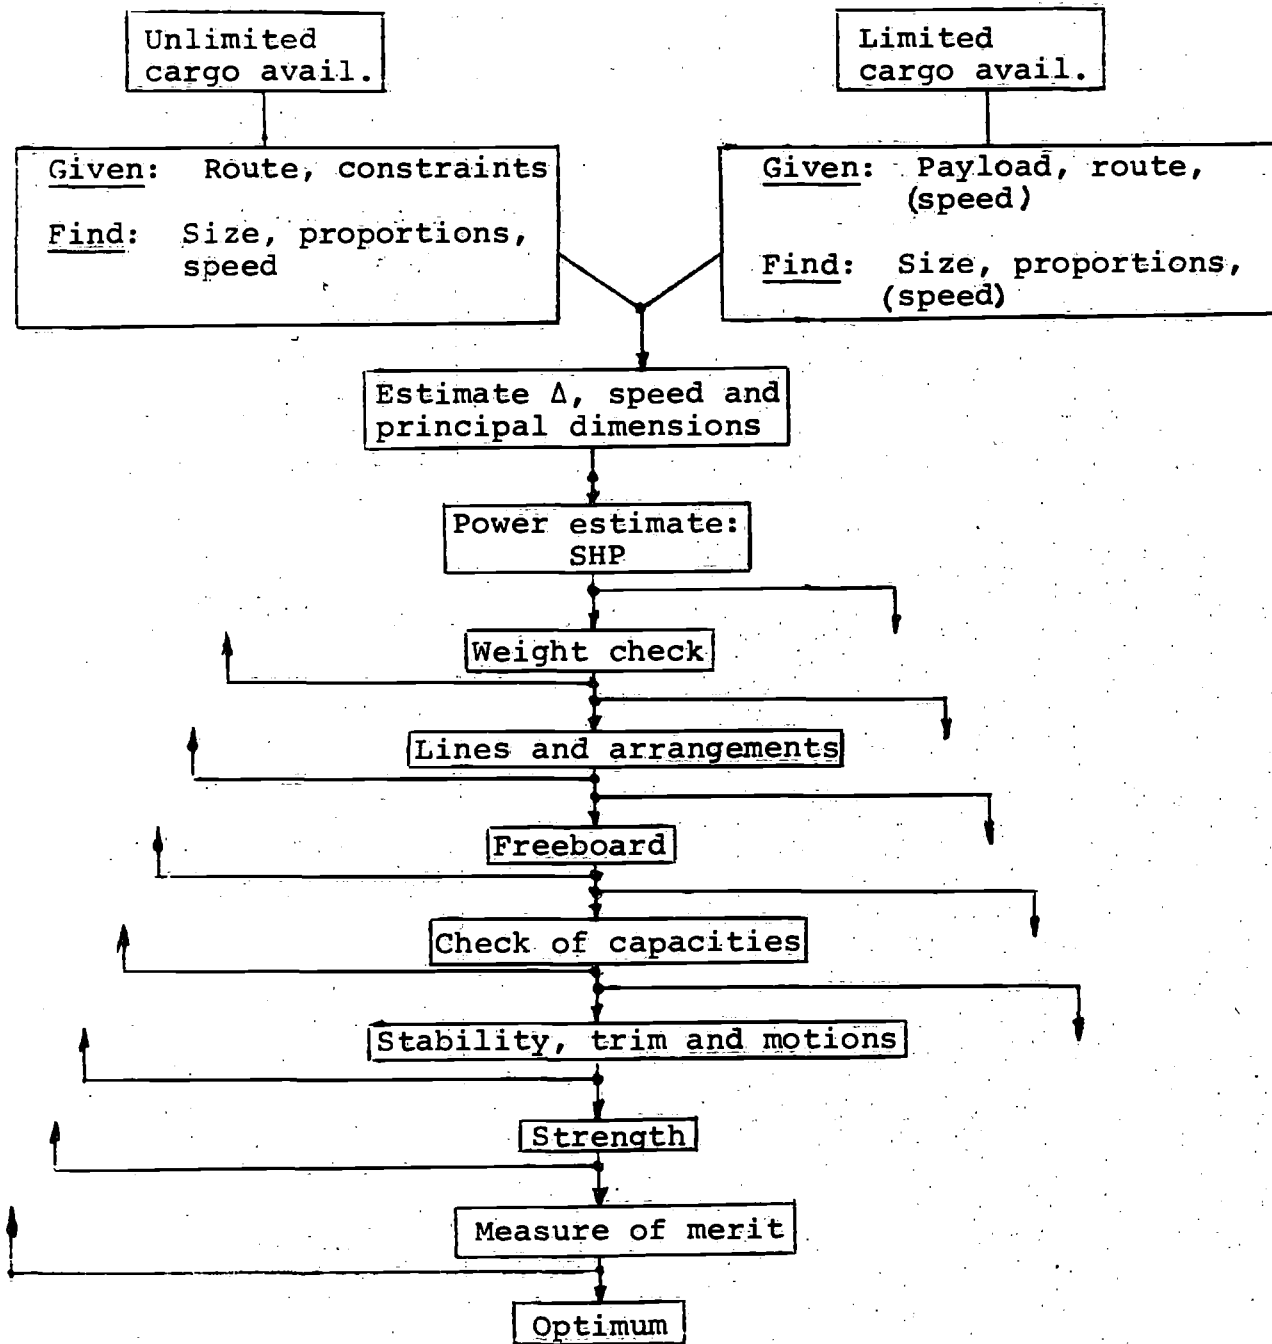 Unlimited
cargo avail.
Limited
cargo avail.
Given: Route, constraints
Find: Size, proportions,
speed
Given: Payload, route,
(speed)
Find: Size, proportions,
(speed)
Estimate Δ, speed and
principal dimensions
Power estimate:
SHP
Weight check
Lines and arrangements
Freeboard
Check of capacities
Stability, trim and motions
Strength
Measure of merit
Optimum